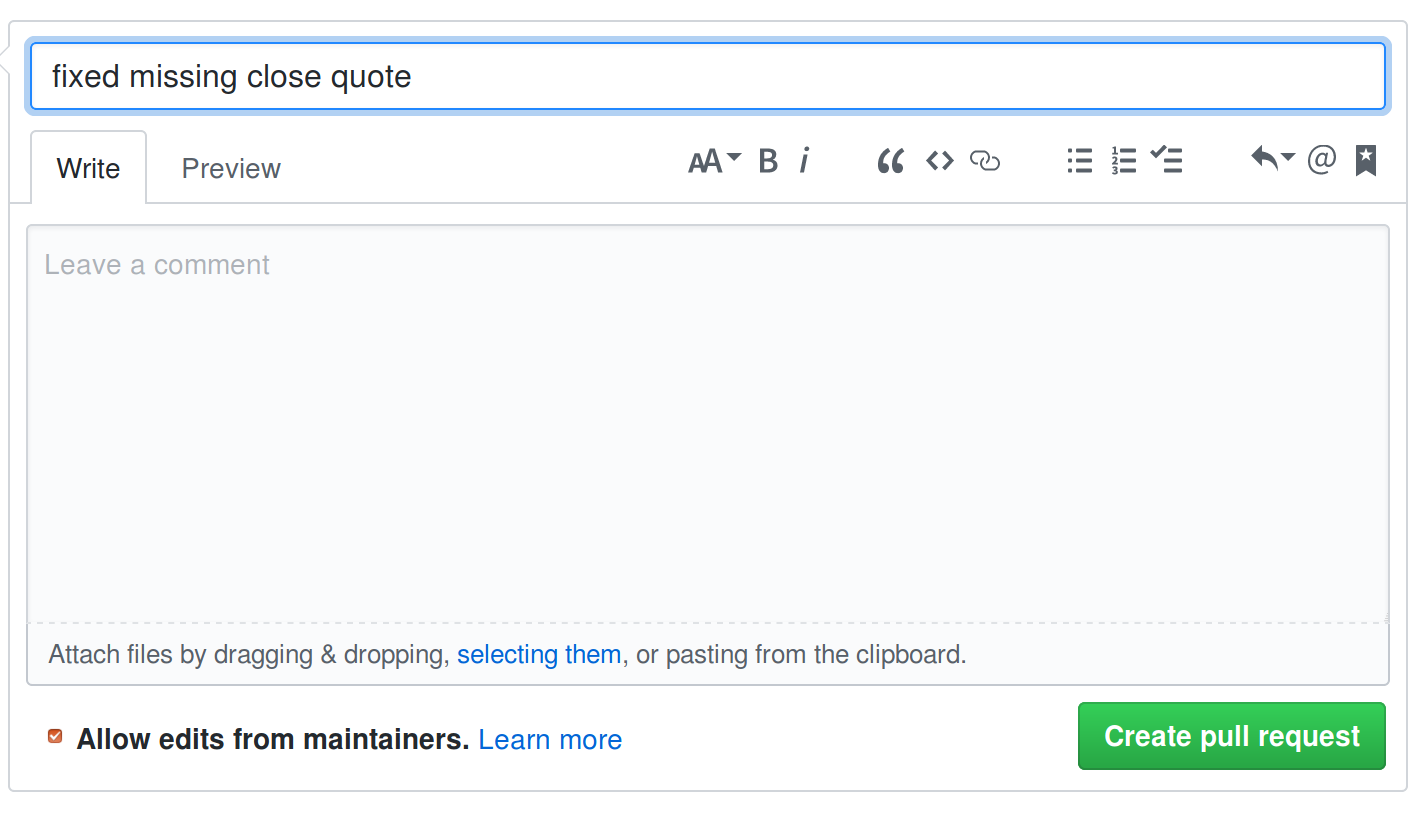 fixed missing close quote
Write Preview
Leave a comment
Attach files by dragging & dropping, selecting them, or pasting from the clipboard.
Allow edits from maintainers. Learn more
Create pull request